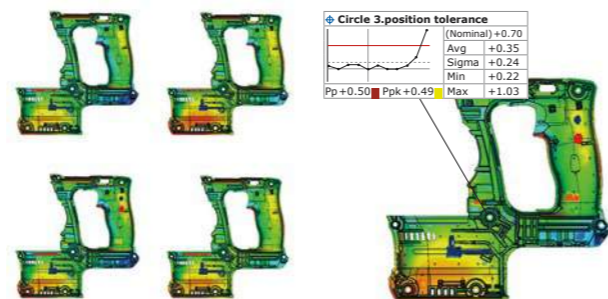 Circle 3.position tolerance
(Nominal) +0.70
Avg +0.35
Sigma +0.24
Min +0.22
Max +1.03
Pp +0.50 Ppk +0.49